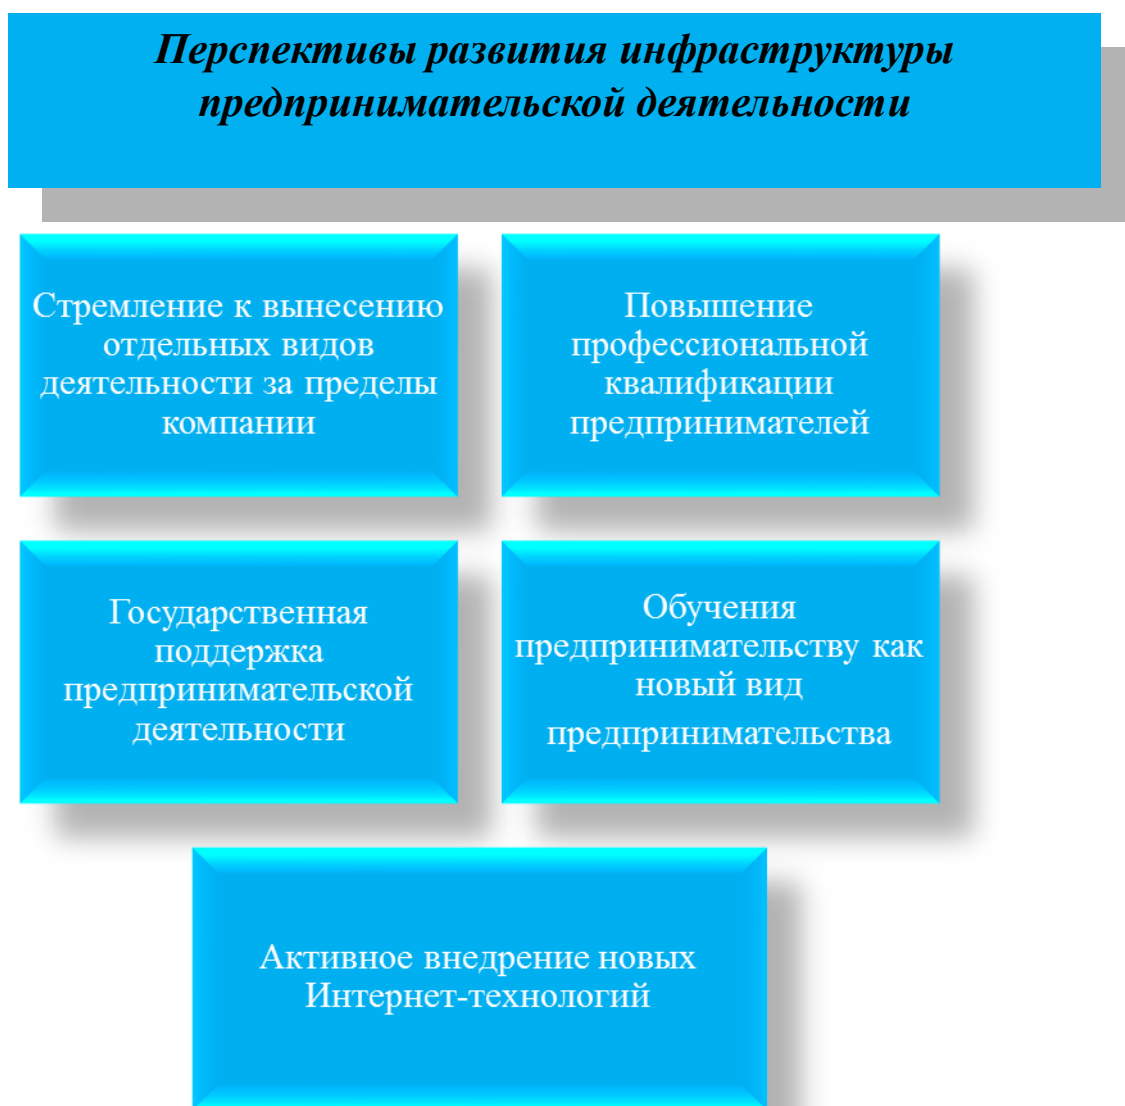 Перспективы развития инфраструктуры
предпринимательской деятельности
Стремление к вынесению
отдельных видов
деятельности за пределы
компании
Повышение
профессиональной
квалификации
предпринимателей
Государственная
поддержка
предпринимательской
деятельности
Обучения
предпринимательству как
новый вид
предпринимательства
Активное внедрение новых
Интернет-технологий